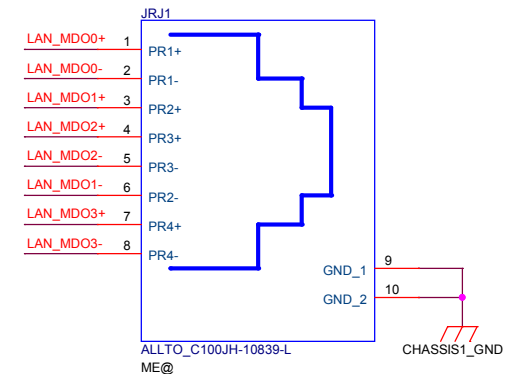 JRJ1
LAN_MDO0+ 1 PR1+
LAN_MDO0- 2 PR1-
LAN_MDO1+ 3 PR2+
LAN_MDO2+ 4 PR3+
LAN_MDO2- 5 PR3-
LAN_MDO1- 6 PR2-
LAN_MDO3+ 7 PR4+
LAN_MDO3- 8 PR4-
GND_1 9
GND_2 10
ALLTO_C100JH-10839-L CHASSIS1_GND
ME@